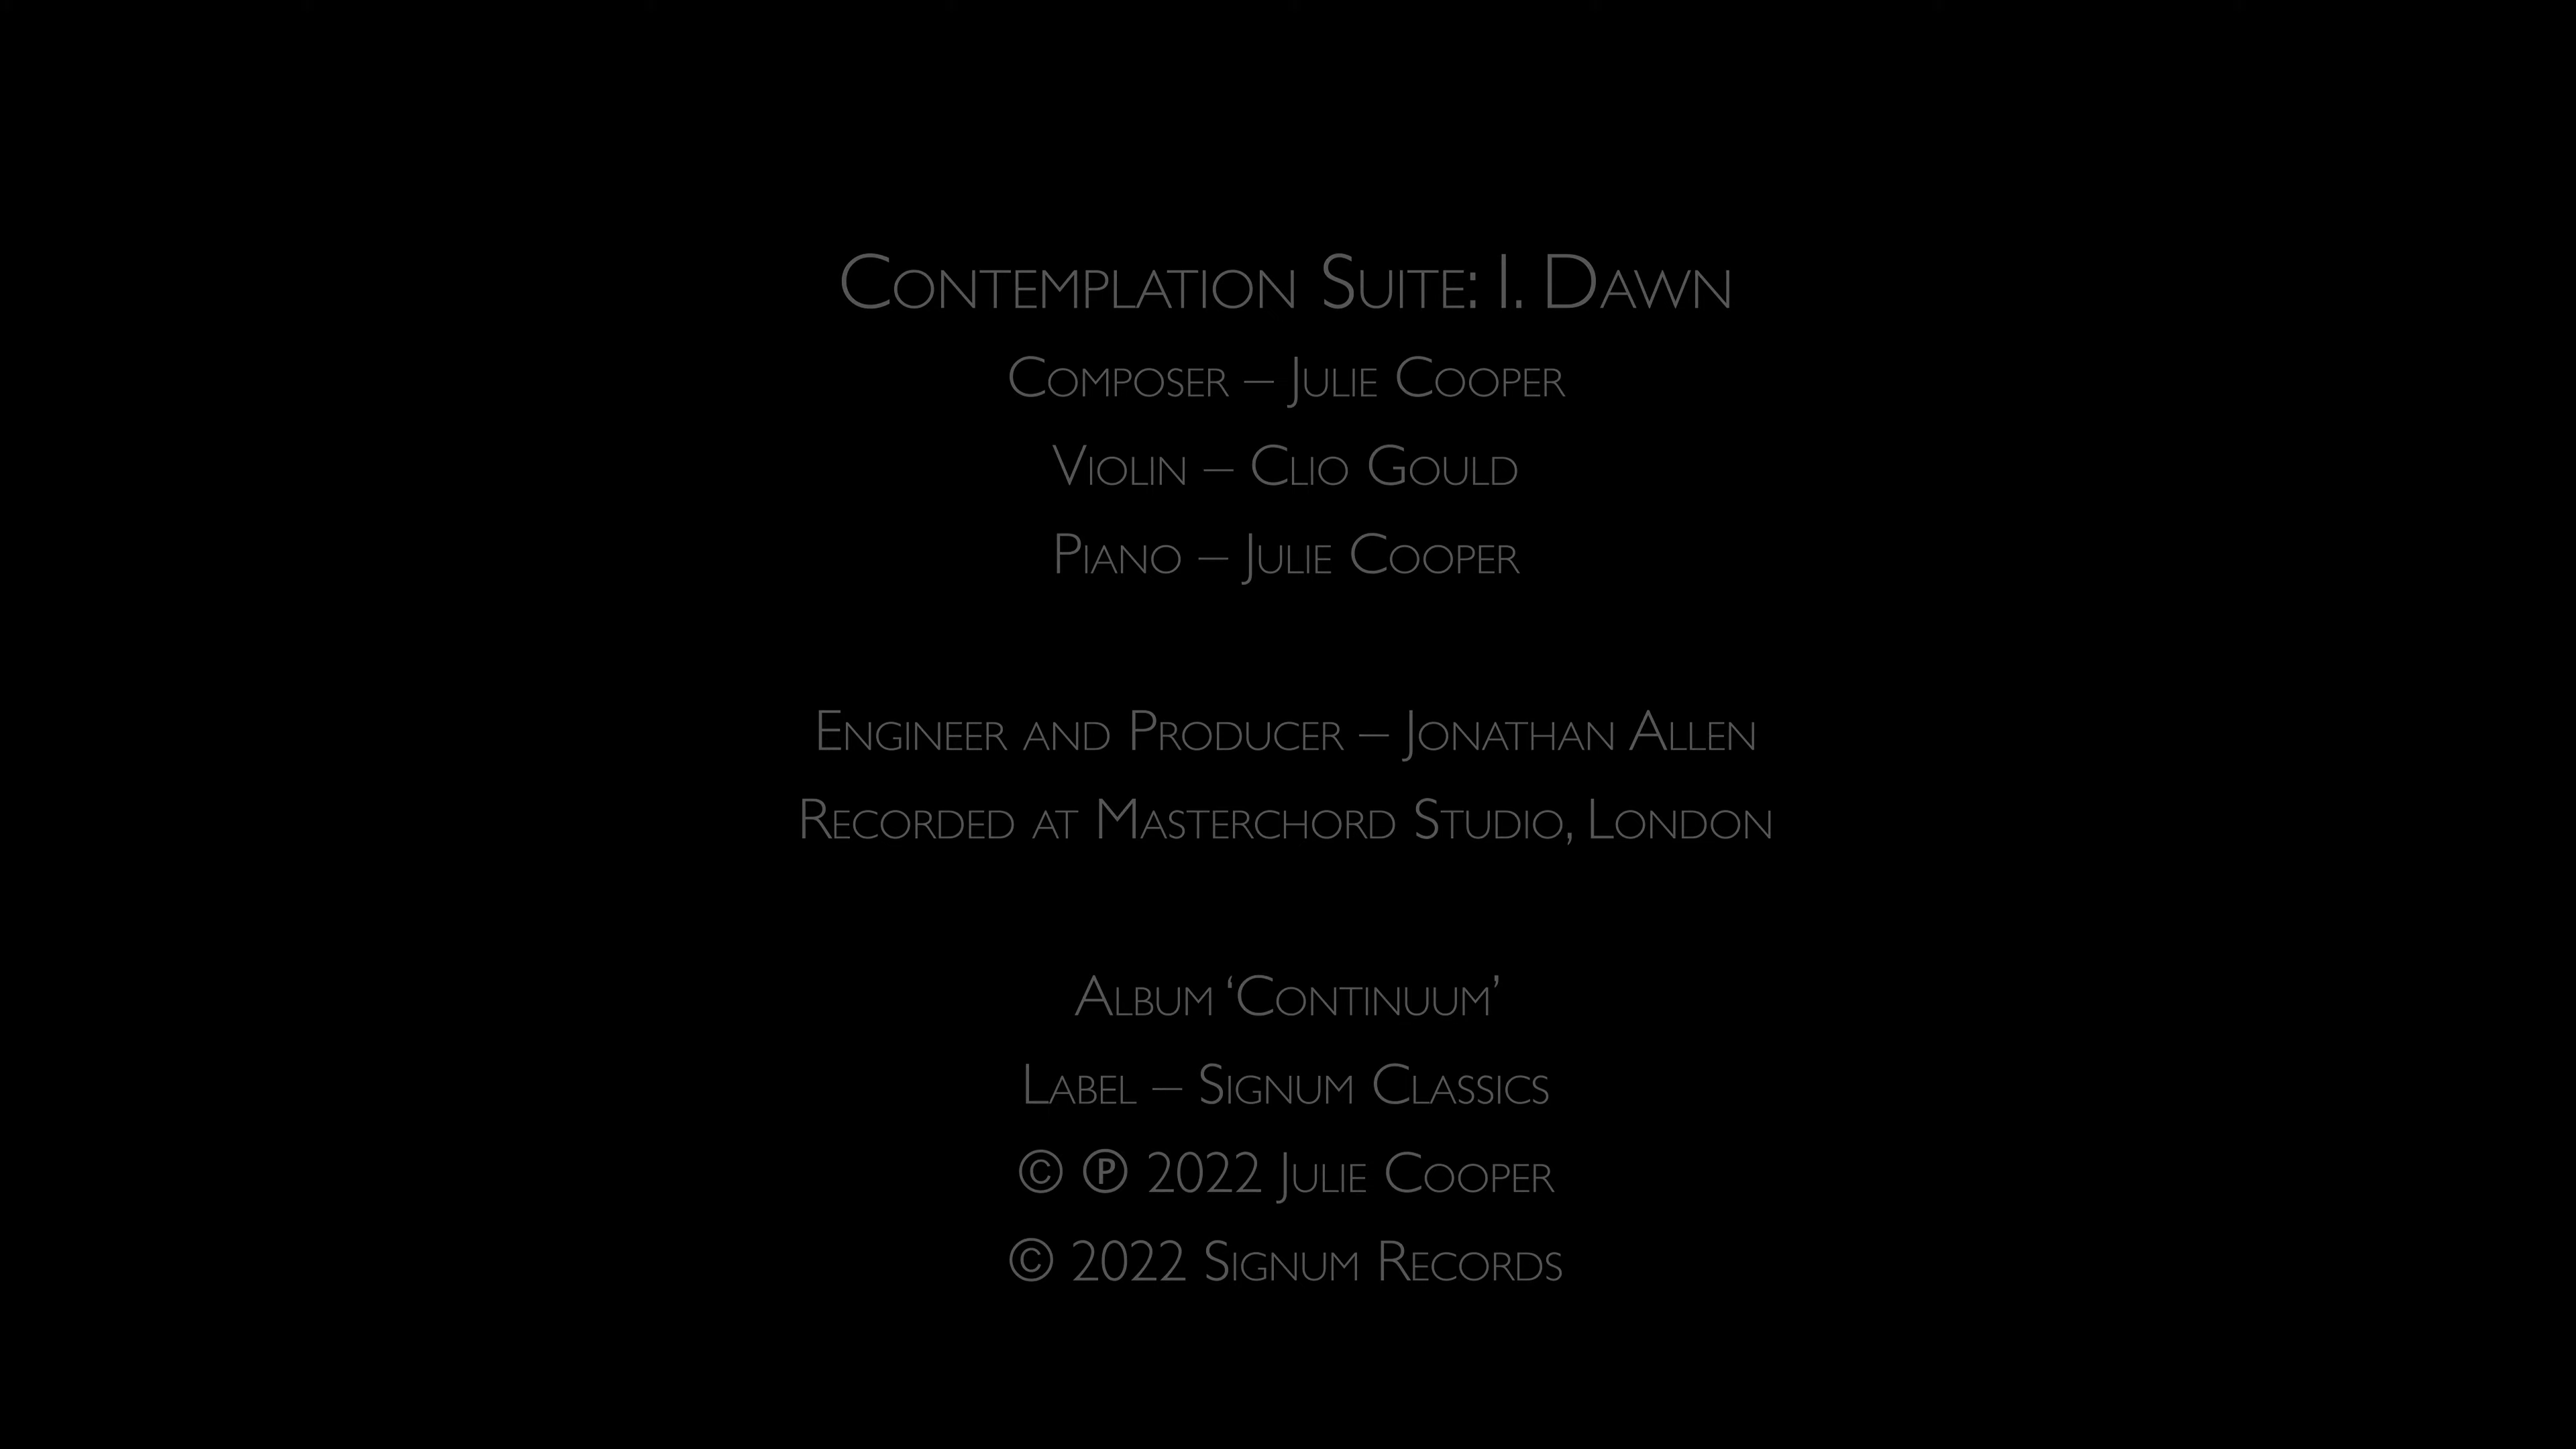 Contemplation Suite: I. Dawn
Composer – Julie Cooper
Violin – Clio Gould
Piano – Julie Cooper
Engineer and Producer – Jonathan Allen
Recorded at Masterchord Studio, London
Album ‘Continuum’
Label – Signum Classics
© ℗ 2022 Julie Cooper
© 2022 Signum Records